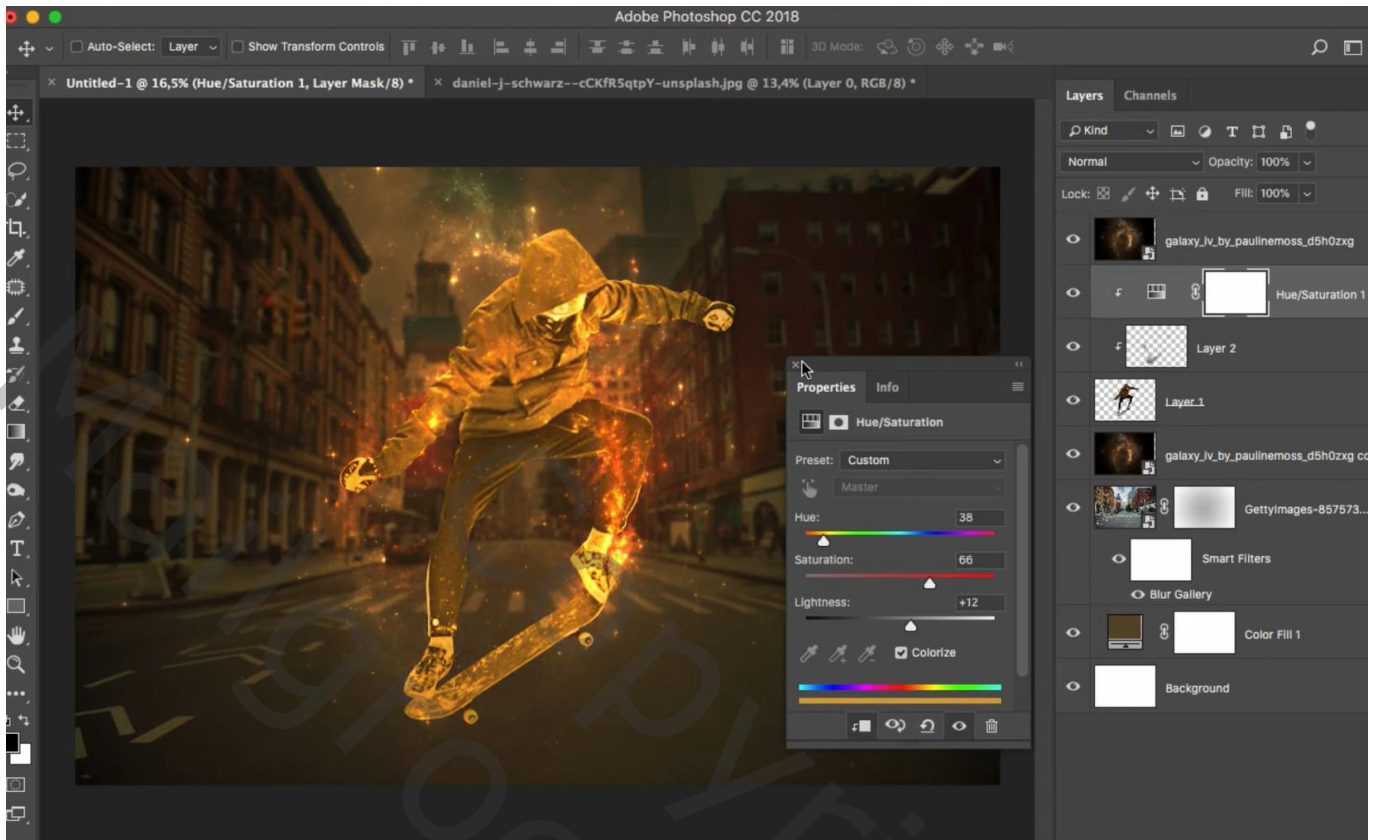 Adobe Photoshop CC 2018
Auto-Select: Layer Show Transform Controls 3D Mode:
× Untitled-1 @ 16,5% (Hue/Saturation 1, Layer Mask/8) * × daniel-j-schwarz--cCKfR5qtpY-unsplash.jpg @ 13,4% (Layer 0, RGB/8) *
Layers Channels
Kind
Normal Opacity: 100%
Lock: Fill: 100%
galaxy_iv_by_paulinemoss_d5h0zxg
Hue/Saturation 1
Layer 2
Layer 1
galaxy_iv_by_paulinemoss_d5h0zxg co
GettyImages-857573...
Smart Filters
Blur Gallery
Color Fill 1
Background
Properties Info
Hue/Saturation
Preset: Custom
Master
Hue: 38
Saturation: 66
Lightness: +12
Colorize